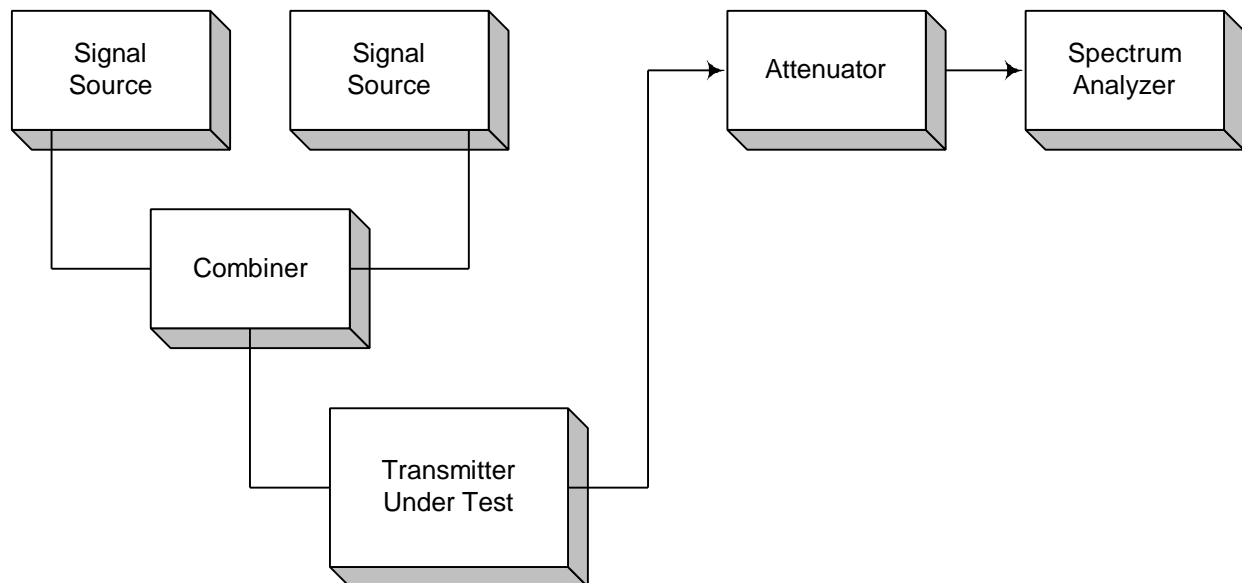 Signal
Source
Signal
Source
Attenuator
Spectrum
Analyzer
Combiner
Transmitter
Under Test